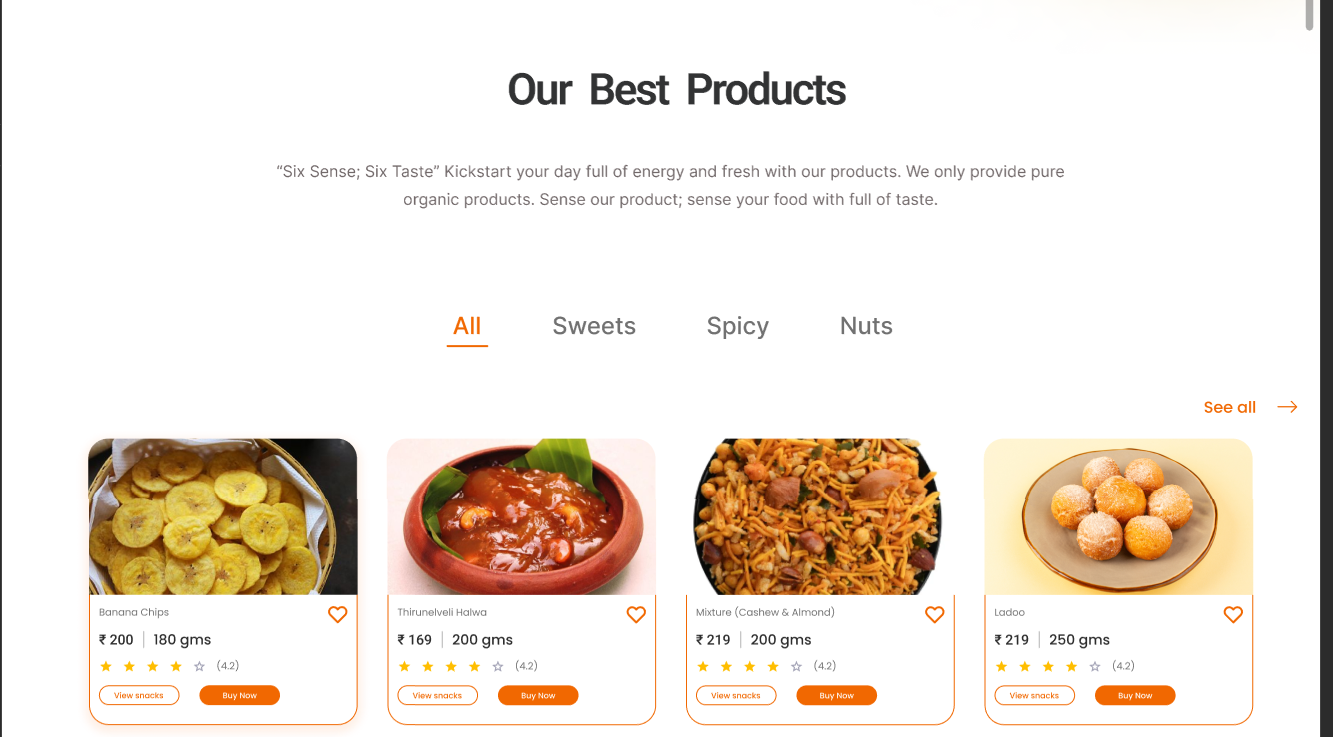 Our Best Products
“Six Sense; Six Taste” Kickstart your day full of energy and fresh with our products. We only provide pure
organic products. Sense our product; sense your food with full of taste.
All Sweets Spicy Nuts
See all
Banana Chips
₹ 200 180 gms
(4.2)
View snacks Buy Now
Thirunelveli Halwa
₹ 169 200 gms
(4.2)
View snacks Buy Now
Mixture (Cashew & Almond)
₹ 219 200 gms
(4.2)
View snacks Buy Now
Ladoo
₹ 219 250 gms
(4.2)
View snacks Buy Now